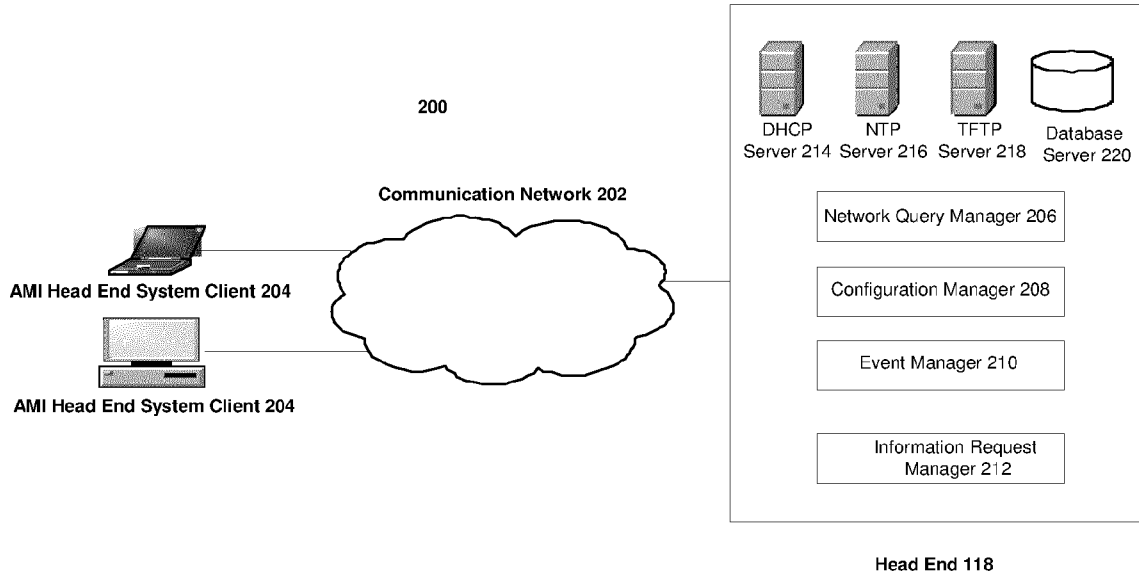 200
Communication Network 202
AMI Head End System Client 204
AMI Head End System Client 204
DHCP
Server 214
NTP
Server 216
TFTP
Server 218
Database
Server 220
Network Query Manager 206
Configuration Manager 208
Event Manager 210
Information Request
Manager 212
Head End 118